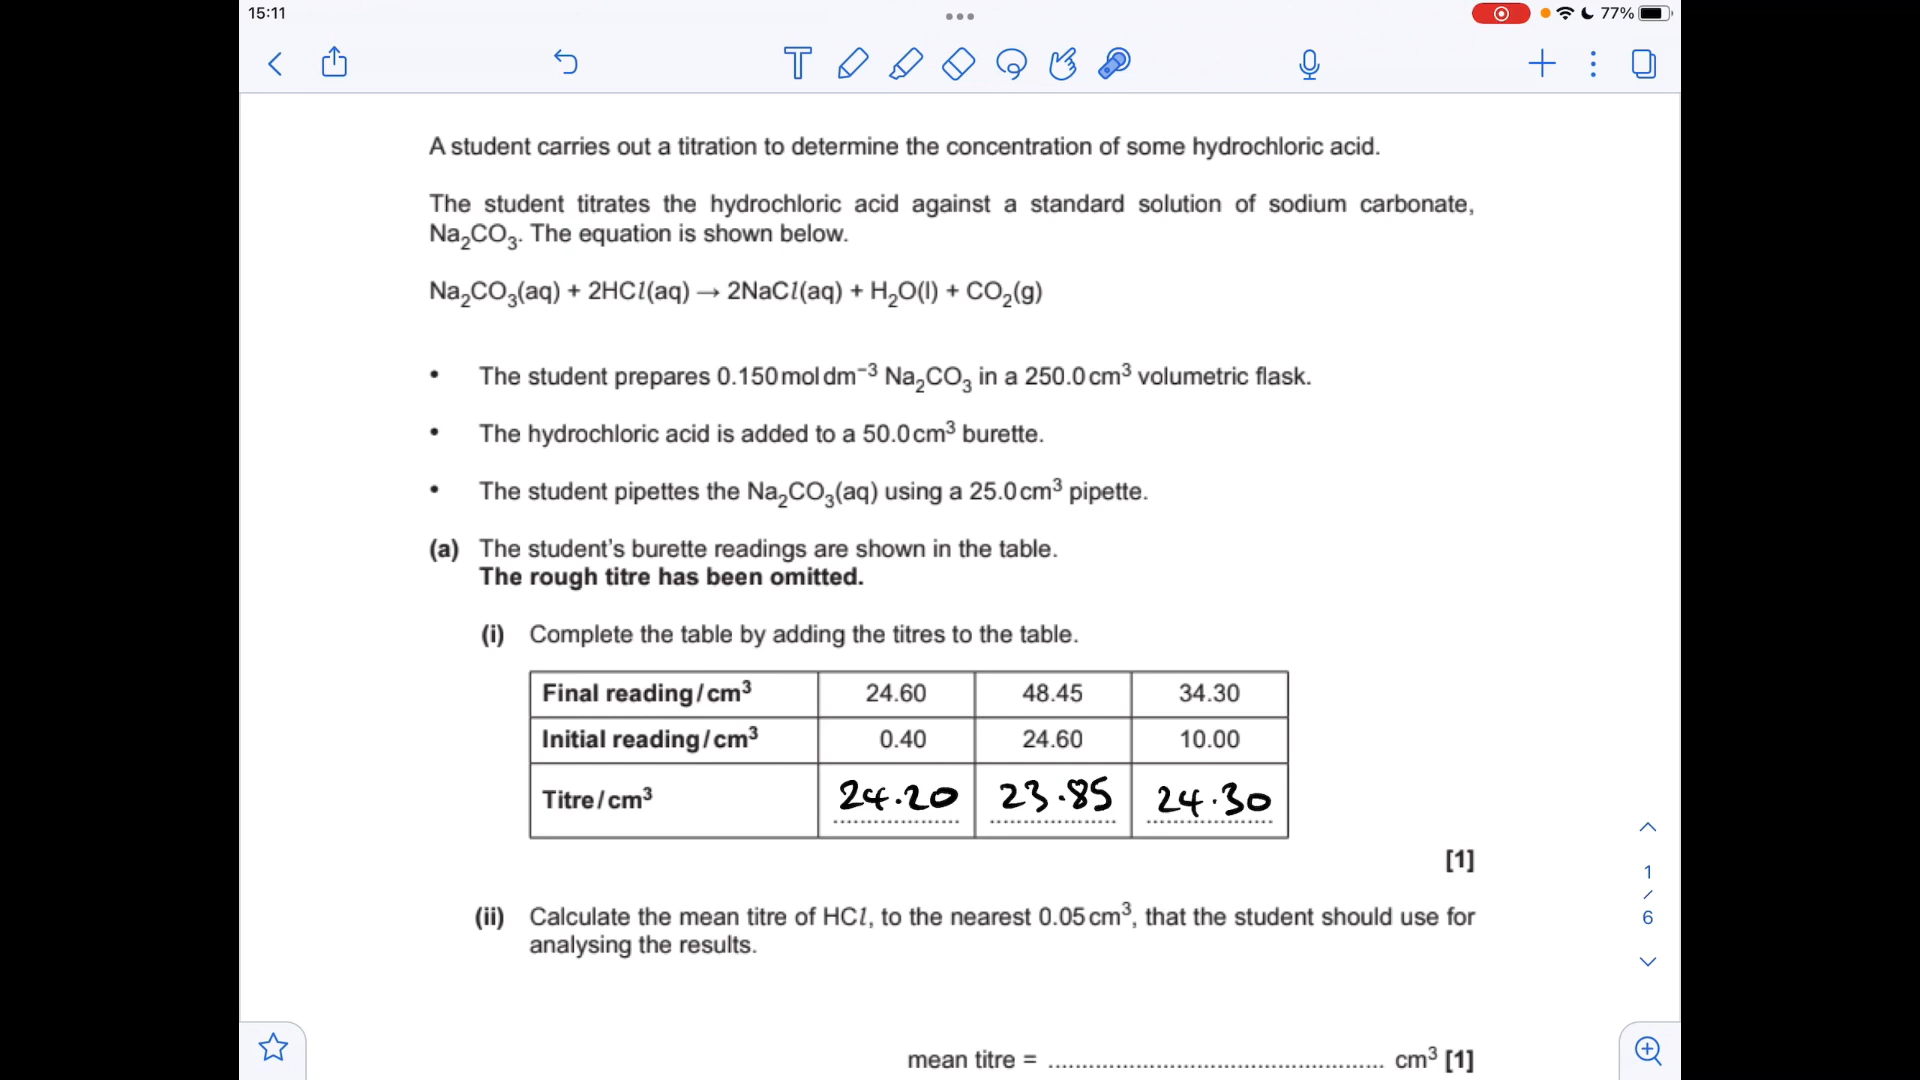 15:11
77%
A student carries out a titration to determine the concentration of some hydrochloric acid.
The student titrates the hydrochloric acid against a standard solution of sodium carbonate,
Na₂CO₃. The equation is shown below.
Na₂CO₃(aq) + 2HCl(aq) → 2NaCl(aq) + H₂O(l) + CO₂(g)
• The student prepares 0.150 mol dm⁻³ Na₂CO₃ in a 250.0 cm³ volumetric flask.
• The hydrochloric acid is added to a 50.0 cm³ burette.
• The student pipettes the Na₂CO₃(aq) using a 25.0 cm³ pipette.
(a) The student's burette readings are shown in the table.
The rough titre has been omitted.
(i) Complete the table by adding the titres to the table.
Final reading/cm³ 24.60 48.45 34.30
Initial reading/cm³ 0.40 24.60 10.00
Titre/cm³ 24.20 23.85 24.30
[1]
(ii) Calculate the mean titre of HCl, to the nearest 0.05 cm³, that the student should use for
analysing the results.
mean titre = .................................................. cm³ [1]
1
/
6